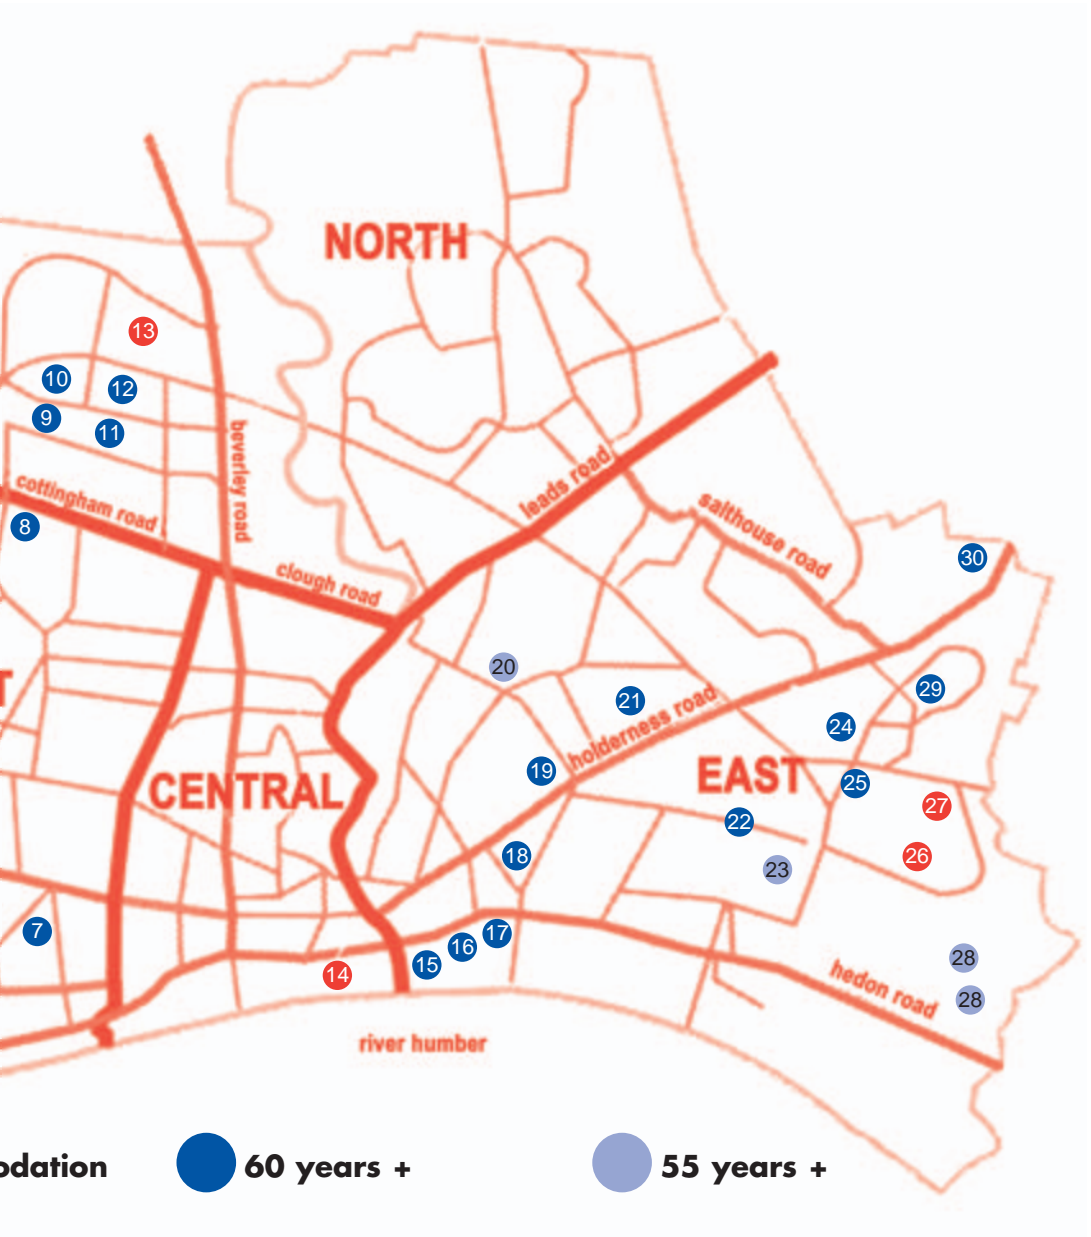 NORTH
13
10
12
9
11
beverley road
cottingham road
leads road
salthouse road
8
clough road
30
T
20
21
29
holderness road
24
CENTRAL
19
EAST
25
22
27
18
26
23
7
17
16
15
14
28
hedon road
28
river humber
odation
60 years +
55 years +